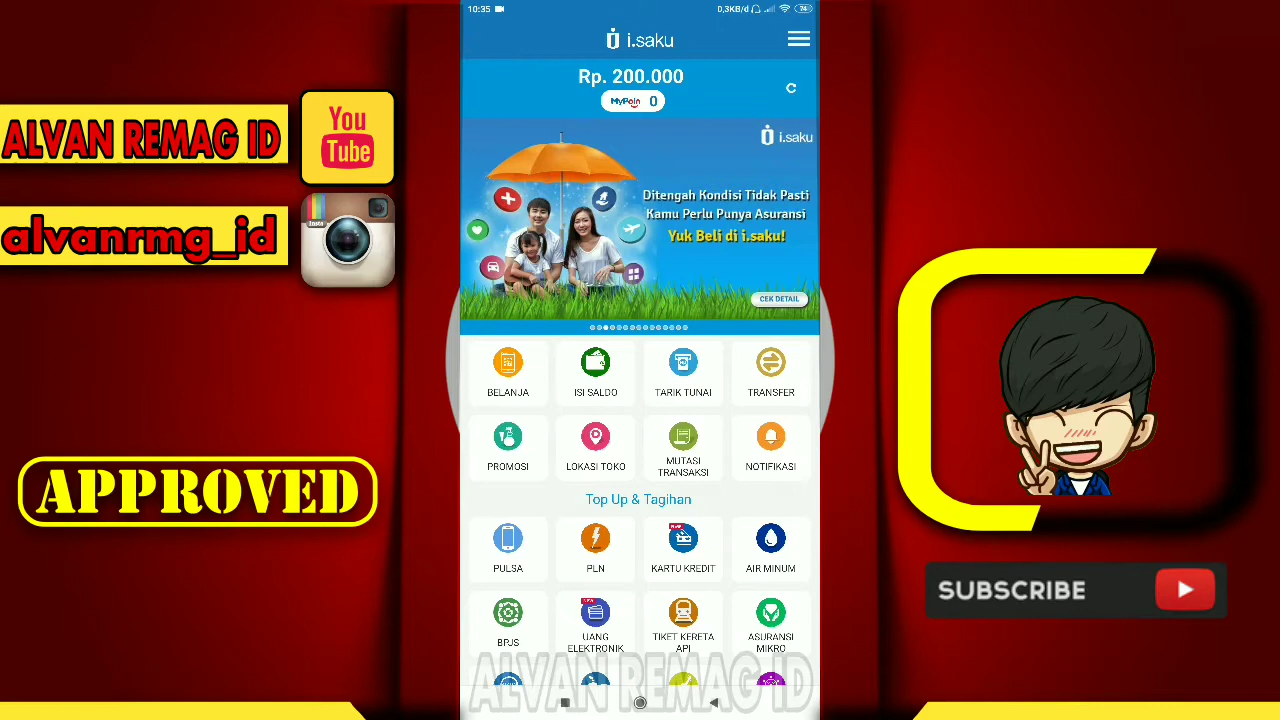 ALVAN REMAG ID
You
Tube
alvanrmg_id
Insta
APPROVED
10:35
0,3KB/d
74
i.saku
Rp. 200.000
MyPoin 0
i.saku
Ditengah Kondisi Tidak Pasti
Kamu Perlu Punya Asuransi
Yuk Beli di i.saku!
CEK DETAIL
BELANJA
ISI SALDO
TARIK TUNAI
TRANSFER
PROMOSI
LOKASI TOKO
MUTASI
TRANSAKSI
NOTIFIKASI
Top Up & Tagihan
PULSA
PLN
KARTU KREDIT
AIR MINUM
BPJS
NEW
UANG
ELEKTRONIK
TIKET KERETA
API
ASURANSI
MIKRO
ALVAN REMAG ID
SUBSCRIBE